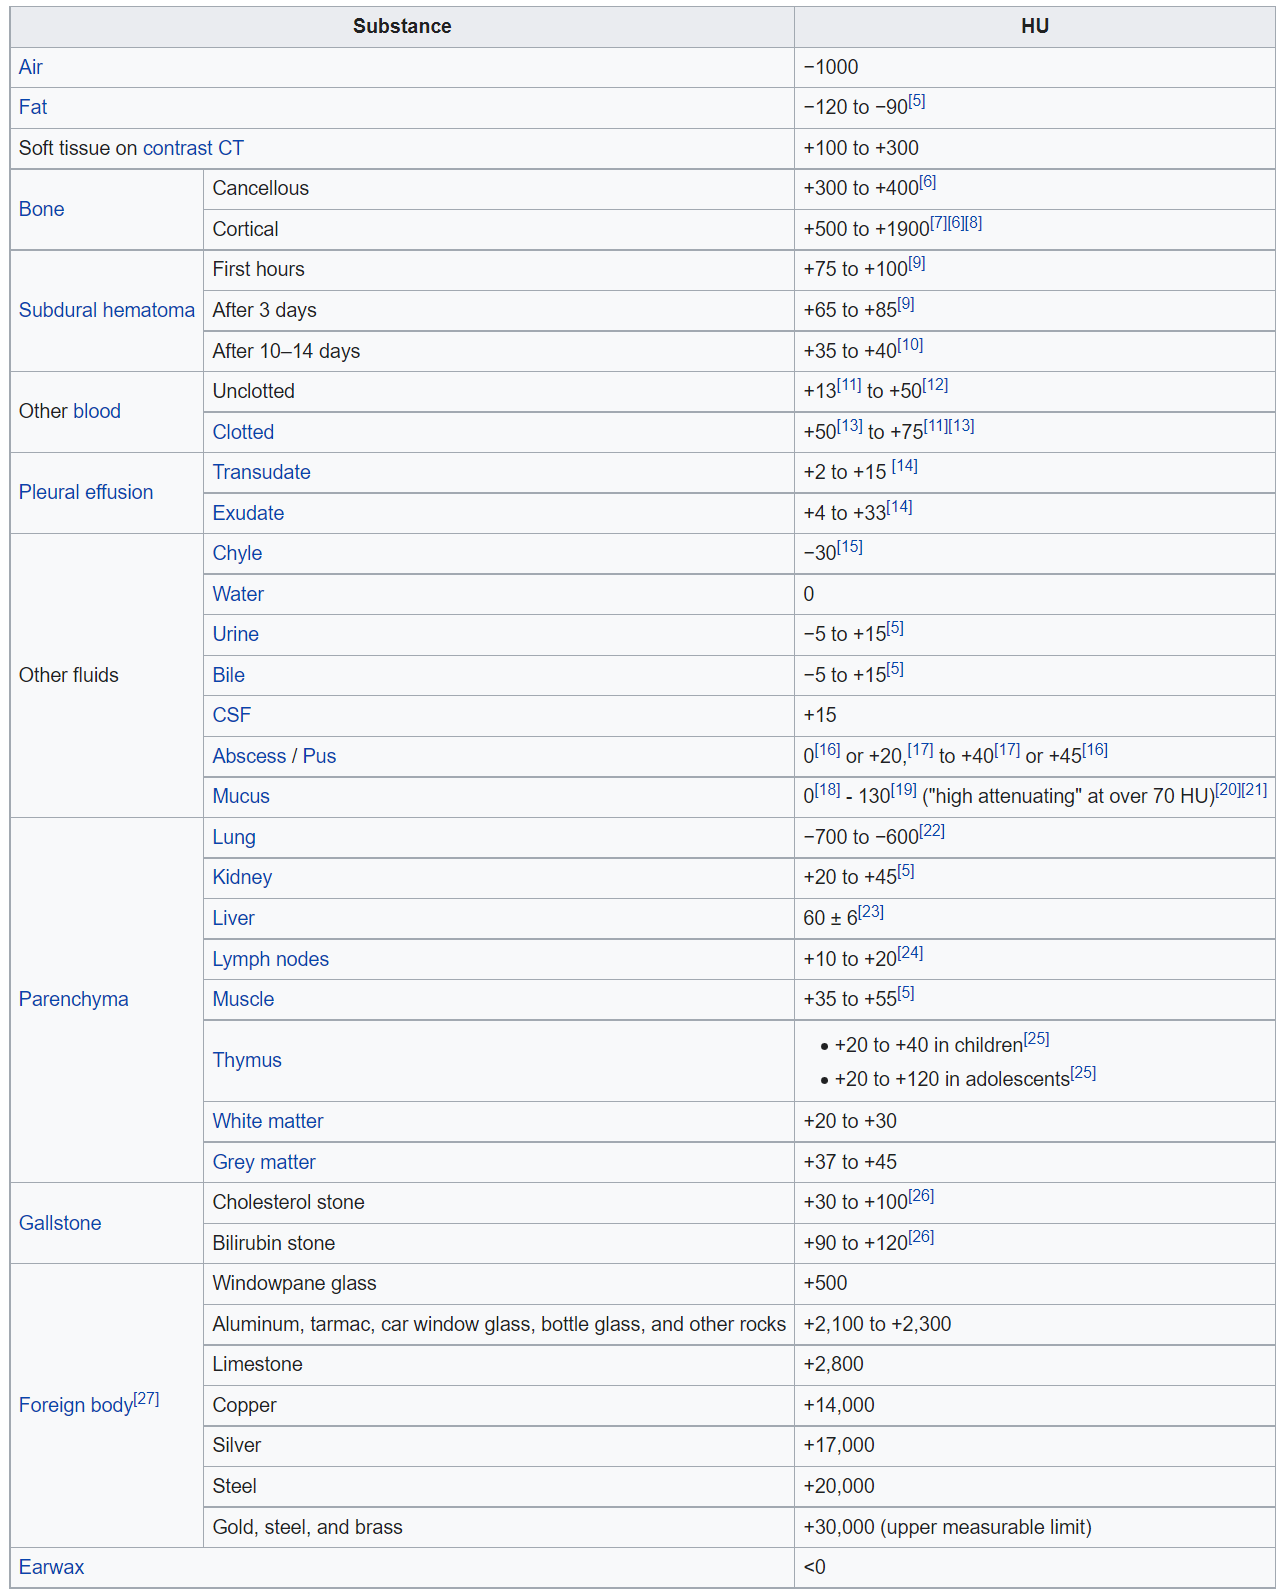 Substance HU
Air −1000
Fat −120 to −90[5]
Soft tissue on contrast CT +100 to +300
Bone Cancellous +300 to +400[6]
Cortical +500 to +1900[7][6][8]
Subdural hematoma First hours +75 to +100[9]
After 3 days +65 to +85[9]
After 10–14 days +35 to +40[10]
Other blood Unclotted +13[11] to +50[12]
Clotted +50[13] to +75[11][13]
Pleural effusion Transudate +2 to +15 [14]
Exudate +4 to +33[14]
Other fluids Chyle −30[15]
Water 0
Urine −5 to +15[5]
Bile −5 to +15[5]
CSF +15
Abscess / Pus 0[16] or +20,[17] to +40[17] or +45[16]
Mucus 0[18] - 130[19] ("high attenuating" at over 70 HU)[20][21]
Parenchyma Lung −700 to −600[22]
Kidney +20 to +45[5]
Liver 60 ± 6[23]
Lymph nodes +10 to +20[24]
Muscle +35 to +55[5]
Thymus • +20 to +40 in children[25]
• +20 to +120 in adolescents[25]
White matter +20 to +30
Grey matter +37 to +45
Gallstone Cholesterol stone +30 to +100[26]
Bilirubin stone +90 to +120[26]
Foreign body[27] Windowpane glass +500
Aluminum, tarmac, car window glass, bottle glass, and other rocks +2,100 to +2,300
Limestone +2,800
Copper +14,000
Silver +17,000
Steel +20,000
Gold, steel, and brass +30,000 (upper measurable limit)
Earwax <0